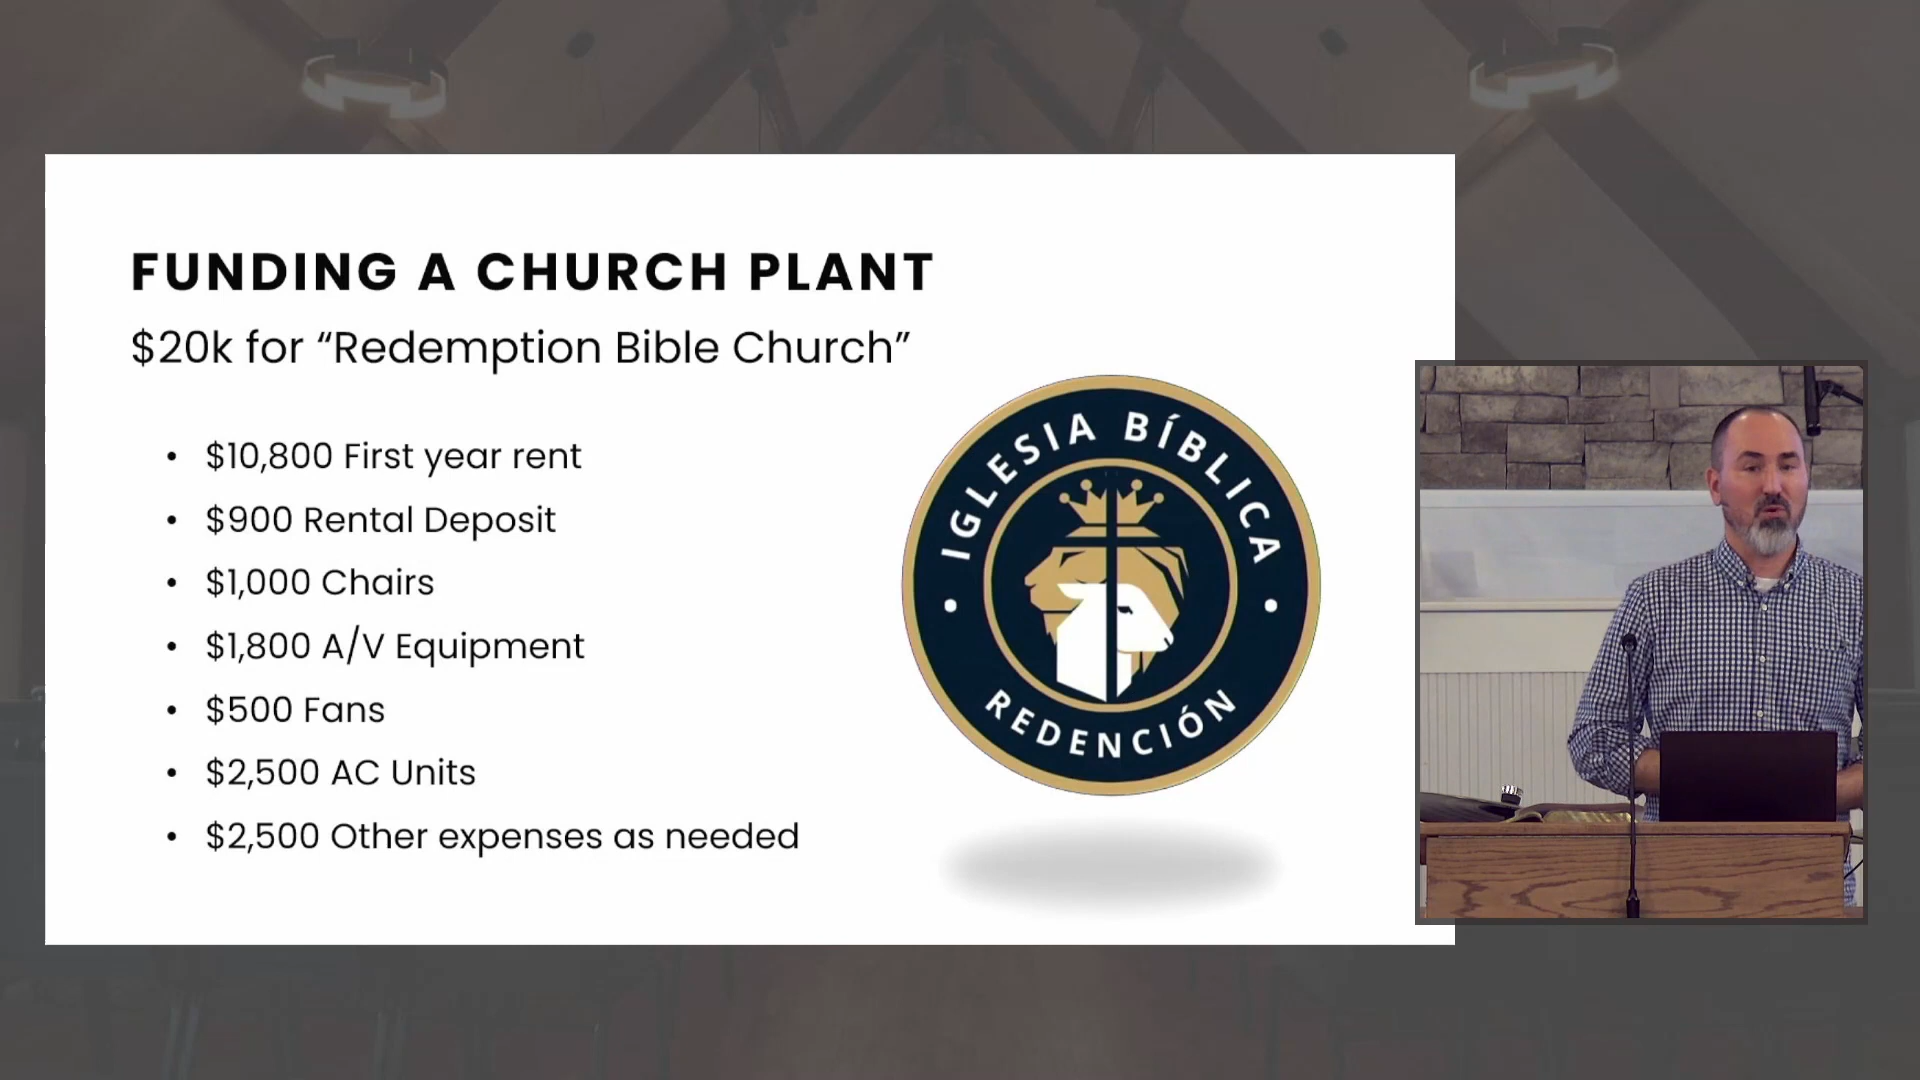 FUNDING A CHURCH PLANT
$20k for “Redemption Bible Church”
• $10,800 First year rent
• $900 Rental Deposit
• $1,000 Chairs
• $1,800 A/V Equipment
• $500 Fans
• $2,500 AC Units
• $2,500 Other expenses as needed
IGLESIA BÍBLICA
REDENCIÓN